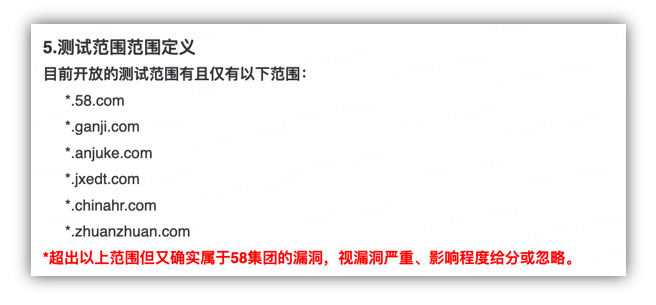 5.测试范围范围定义
目前开放的测试范围有且仅有以下范围：
*.58.com
*.ganji.com
*.anjuke.com
*.jxedt.com
*.chinahr.com
*.zhuanzhuan.com
*超出以上范围但又确实属于58集团的漏洞，视漏洞严重、影响程度给分或忽略。